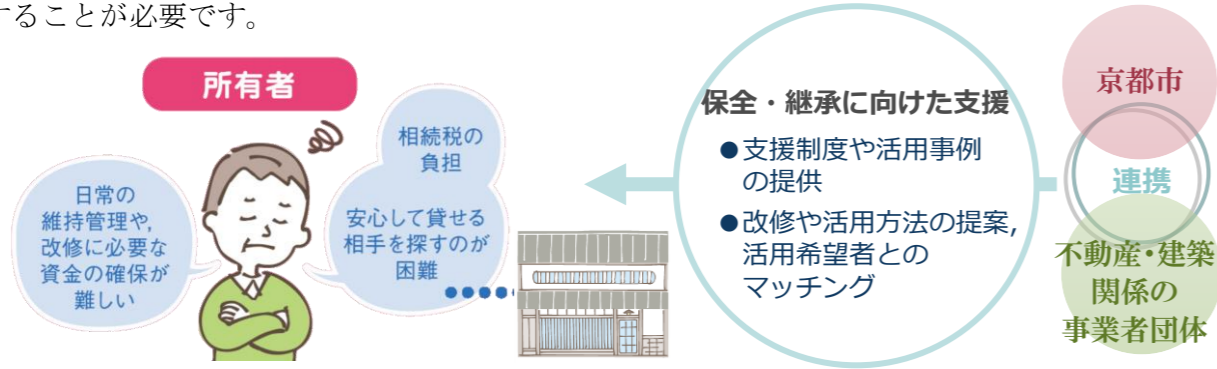 することが必要です。
所有者
相続税の
負担
日常の
維持管理や,
改修に必要な
資金の確保が
難しい
安心して貸せる
相手を探すのが
困難
保全・継承に向けた支援
●支援制度や活用事例
の提供
●改修や活用方法の提案,
活用希望者との
マッチング
京都市
連携
不動産・建築
関係の
事業者団体